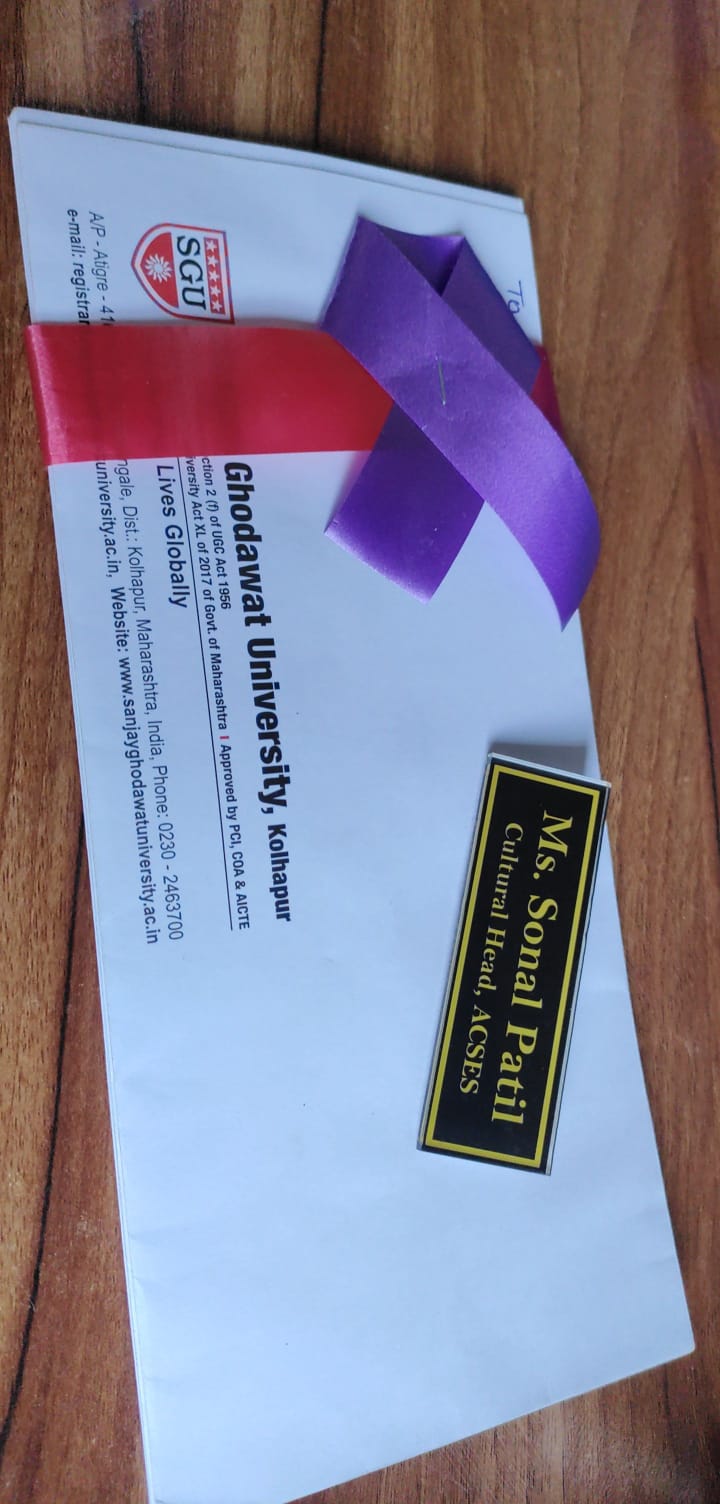 SGU
Ghodawat University, Kolhapur
ction 2 (f) of UGC Act 1956
versity Act XL of 2017 of Govt. of Maharashtra I Approved by PCI, COA & AICTE
Lives Globally
A/P - Atigre - 41
ngale, Dist.: Kolhapur, Maharashtra, India, Phone: 0230 - 2463700
e-mail: registrar
university.ac.in, Website: www.sanjayghodawatuniversity.ac.in
To
Ms. Sonal Patil
Cultural Head, ACSES